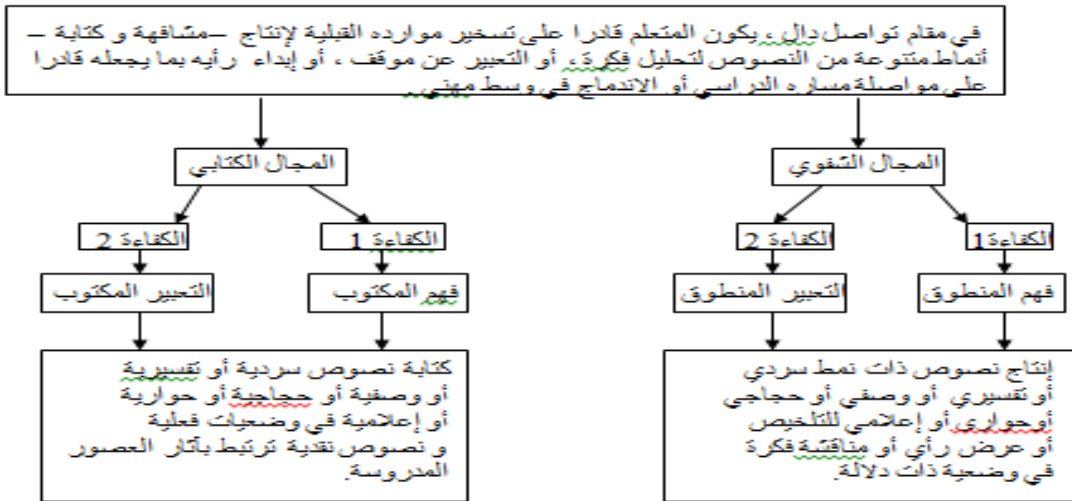 في مقام تواصل دال ، يكون المتعلم قادرا على تسخير موارده القبلية لإنتاج –مشافهة و كتابة –
أنماط متنوعة من النصوص لتحليل فكرة ، أو التعبير عن موقف ، أو إبداء رأيه بما يجعله قادرا
على مواصلة مساره الدراسي أو الاندماج في وسط مهني .
المجال الشفوي
المجال الكتابي
الكفاءة1
الكفاءة 2
الكفاءة 1
الكفاءة 2
فهم المنطوق
التعبير المنطوق
فهم المكتوب
التعبير المكتوب
إنتاج نصوص ذات نمط سردي
أو تفسيري أو وصفي أو حجاجي
أوحواري أو إعلامي للتلخيص
أو عرض رأي أو مناقشة فكرة
في وضعية ذات دلالة.
كتابة نصوص سردية أو تفسيرية
أو وصفية أو حجاجية أو حوارية
أو إعلامية في وضعيات فعلية
و نصوص نقدية ترتبط بآثار العصور
المدروسة.